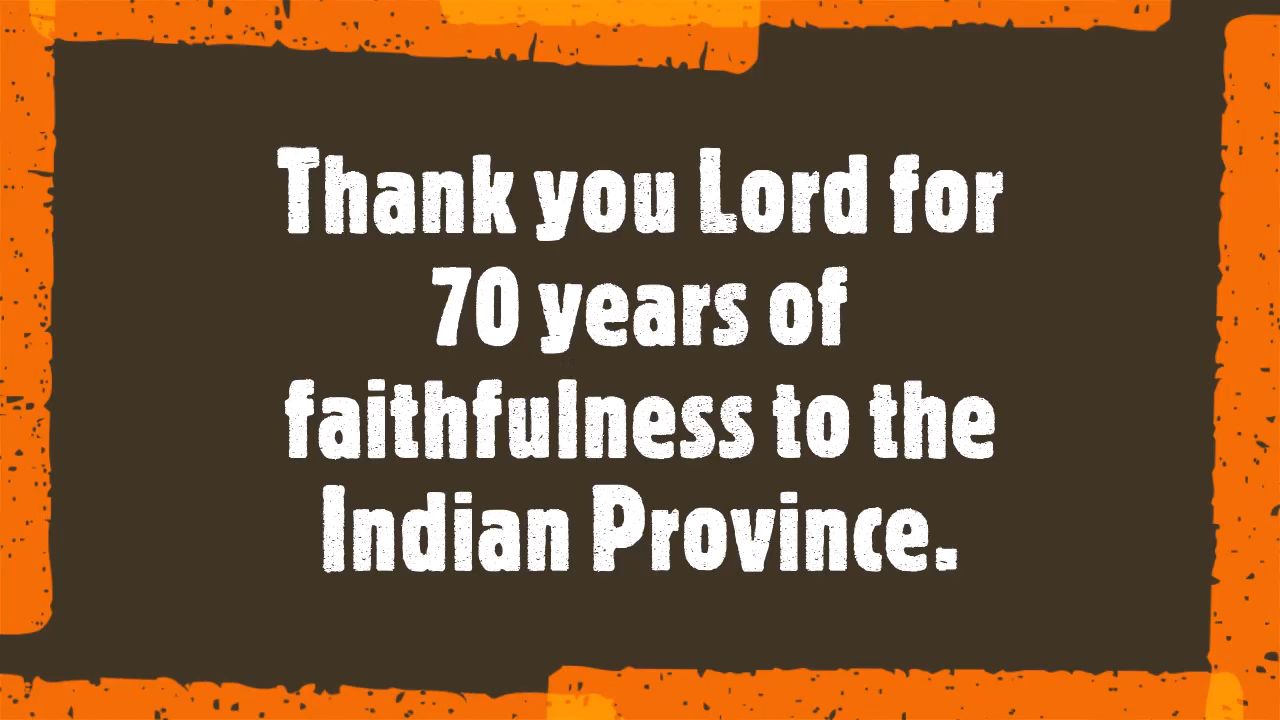 Thank you Lord for
70 years of
faithfulness to the
Indian Province.